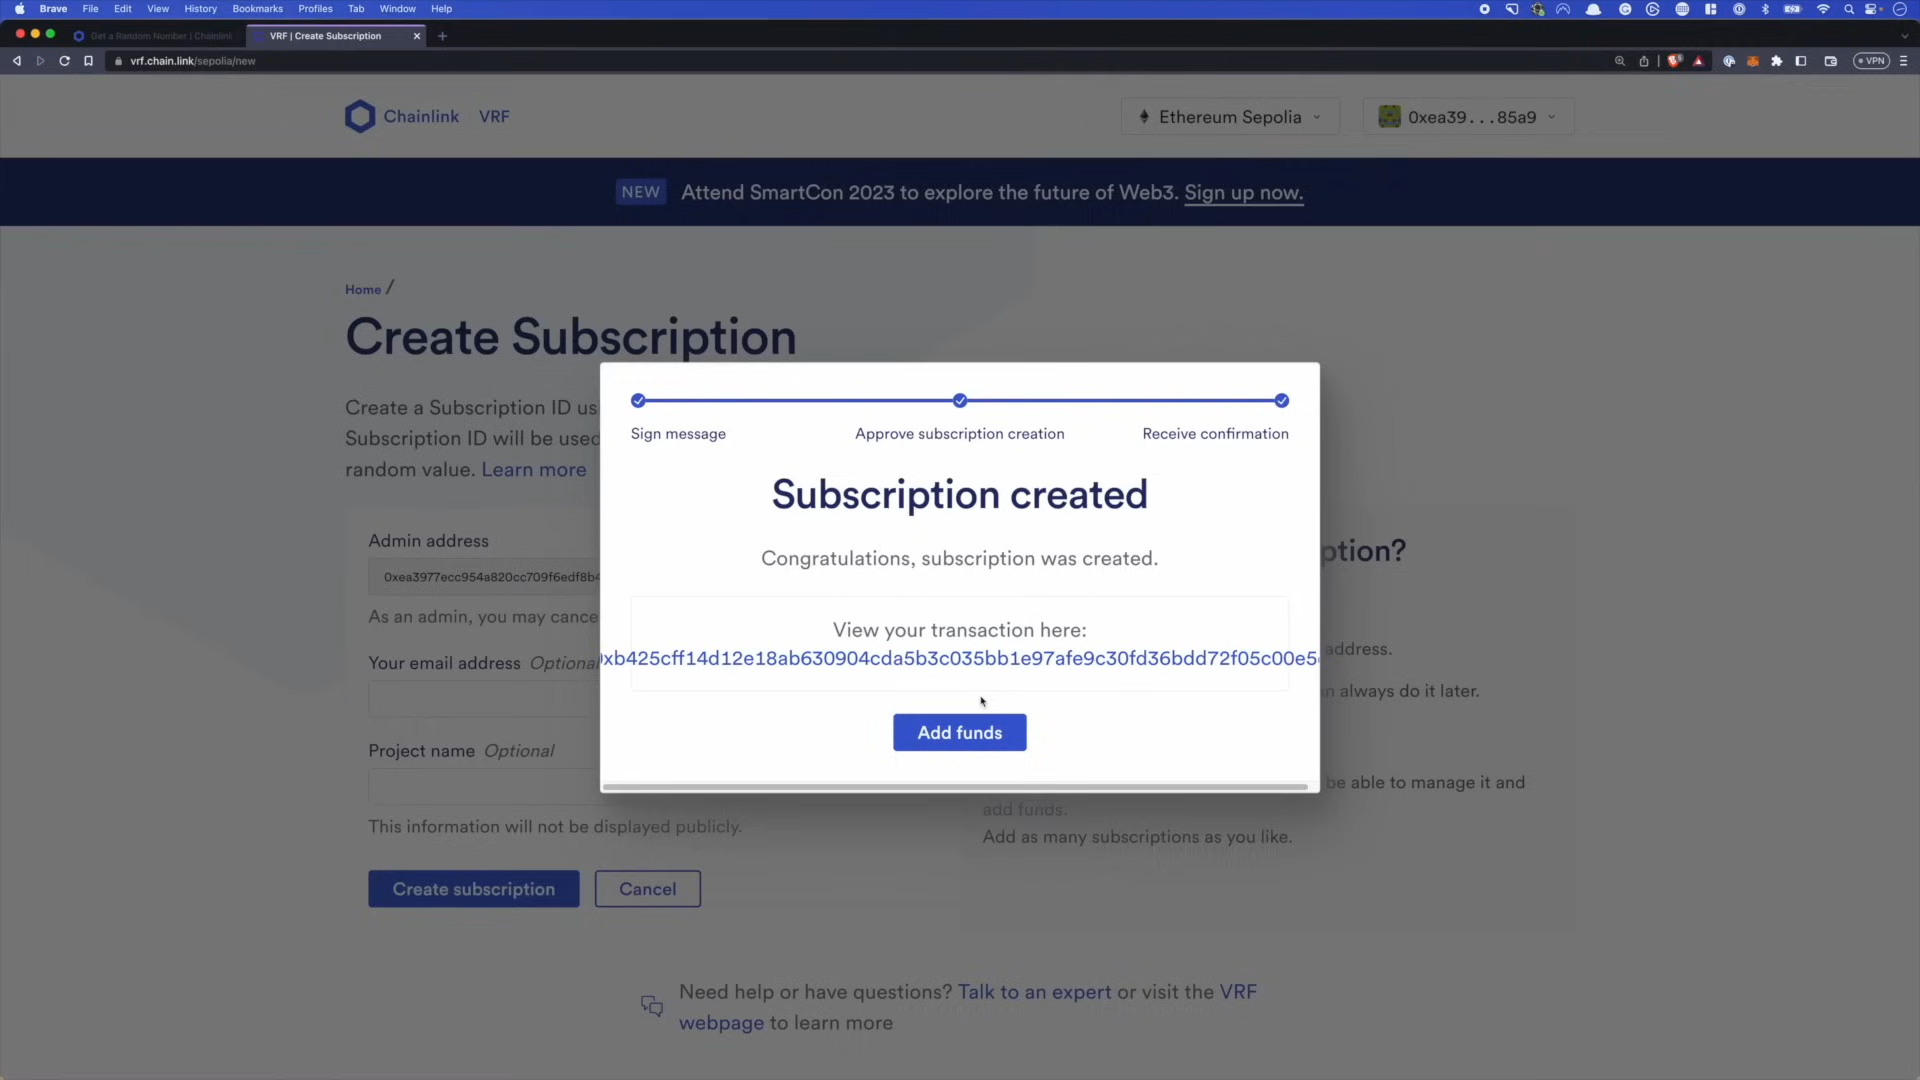 Brave File Edit View History Bookmarks Profiles Tab Window Help
Get a Random Number | Chainlink
VRF | Create Subscription
vrf.chain.link/sepolia/new
VPN
Chainlink VRF
Ethereum Sepolia
0xea39...85a9
NEW Attend SmartCon 2023 to explore the future of Web3. Sign up now.
Home /
Create Subscription
Create a Subscription ID us
Subscription ID will be used
random value. Learn more
Sign message
Approve subscription creation
Receive confirmation
Subscription created
Congratulations, subscription was created.
View your transaction here:
xb425cff14d12e18ab630904cda5b3c035bb1e97afe9c30fd36bdd72f05c00e5
Add funds
Admin address
0xea3977ecc954a820cc709f6edf8b4
As an admin, you may cance
Your email address Optional
Project name Optional
This information will not be displayed publicly.
Create subscription
Cancel
ption?
address.
n always do it later.
be able to manage it and
add funds.
Add as many subscriptions as you like.
Need help or have questions? Talk to an expert or visit the VRF
webpage to learn more